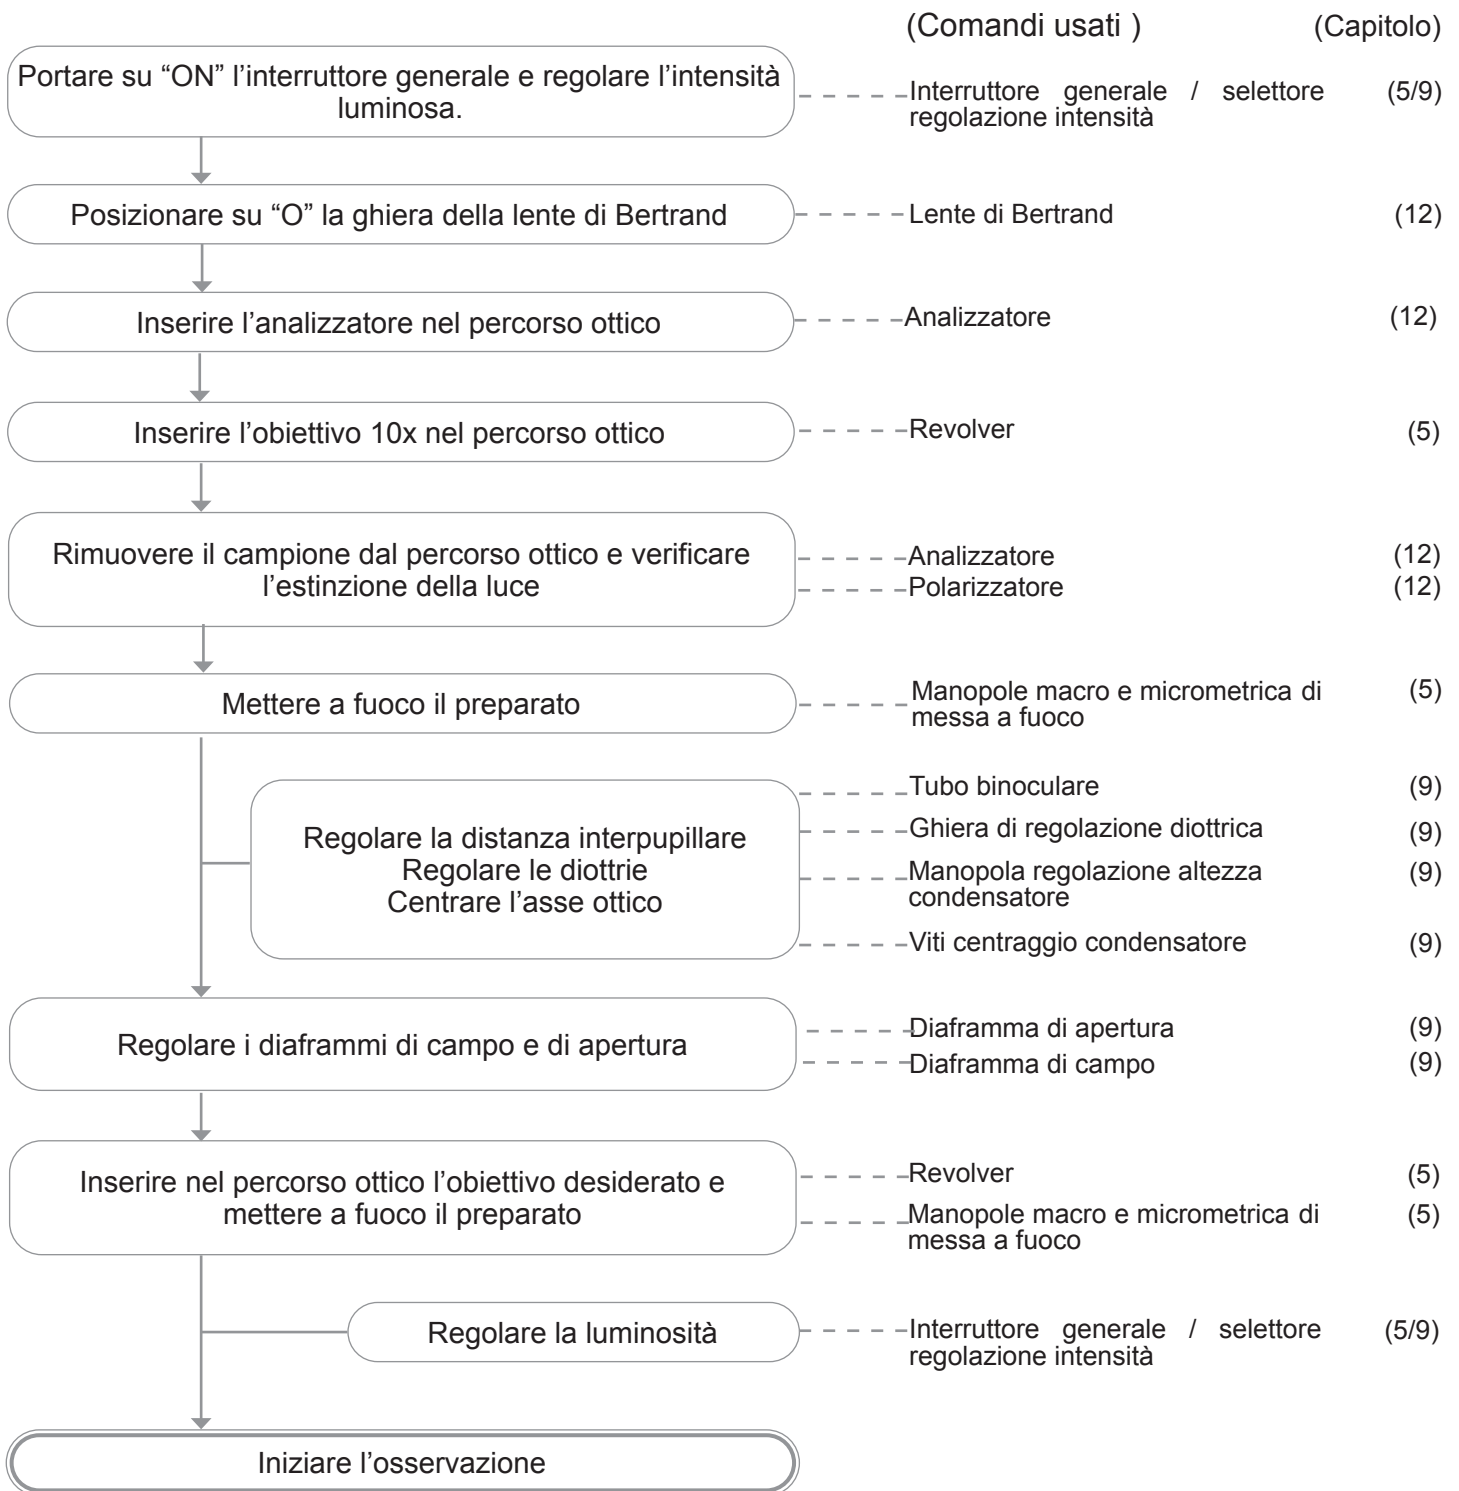 (Comandi usati ) (Capitolo)
Portare su “ON” l’interruttore generale e regolare l’intensità
luminosa.
Interruttore generale / selettore (5/9)
regolazione intensità
Posizionare su “O” la ghiera della lente di Bertrand
Lente di Bertrand (12)
Inserire l’analizzatore nel percorso ottico
Analizzatore (12)
Inserire l’obiettivo 10x nel percorso ottico
Revolver (5)
Rimuovere il campione dal percorso ottico e verificare
l’estinzione della luce
Analizzatore (12)
Polarizzatore (12)
Mettere a fuoco il preparato
Manopole macro e micrometrica di (5)
messa a fuoco
Regolare la distanza interpupillare
Regolare le diottrie
Centrare l’asse ottico
Tubo binoculare (9)
Ghiera di regolazione diottrica (9)
Manopola regolazione altezza (9)
condensatore
Viti centraggio condensatore (9)
Regolare i diaframmi di campo e di apertura
Diaframma di apertura (9)
Diaframma di campo (9)
Inserire nel percorso ottico l’obiettivo desiderato e
mettere a fuoco il preparato
Revolver (5)
Manopole macro e micrometrica di (5)
messa a fuoco
Regolare la luminosità
Interruttore generale / selettore (5/9)
regolazione intensità
Iniziare l’osservazione